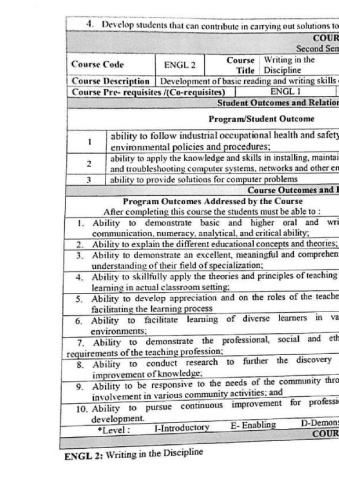 4. Develop students that can contribute in carrying out solutions to
COUR
Second Sen
Course Code ENGL 2 Course Title Writing in the Discipline
Course Description Development of basic reading and writing skills
Course Pre- requisites /(Co-requisites) ENGL 1
Student Outcomes and Relation
Program/Student Outcome
1 ability to follow industrial occupational health and safety
environmental policies and procedures;
2 ability to apply the knowledge and skills in installing, maintai
and troubleshooting computer systems, networks and other en
3 ability to provide solutions for computer problems
Course Outcomes and
Program Outcomes Addressed by the Course
After completing this course the students must be able to :
1. Ability to demonstrate basic and higher oral and wri
communication, numeracy, analytical, and critical ability;
2. Ability to explain the different educational concepts and theories;
3. Ability to demonstrate an excellent, meaningful and comprehen
understanding of their field of specialization;
4. Ability to skillfully apply the theories and principles of teaching
learning in actual classroom setting;
5. Ability to develop appreciation and on the roles of the teache
facilitating the learning process
6. Ability to facilitate learning of diverse learners in va
environments;
7. Ability to demonstrate the professional, social and eth
requirements of the teaching profession;
8. Ability to conduct research to further the discovery
improvement of knowledge;
9. Ability to be responsive to the needs of the community thro
involvement in various community activities; and
10. Ability to pursue continuous improvement for professi
development.
*Level : I-Introductory E- Enabling D-Demons
COUR
ENGL 2: Writing in the Discipline